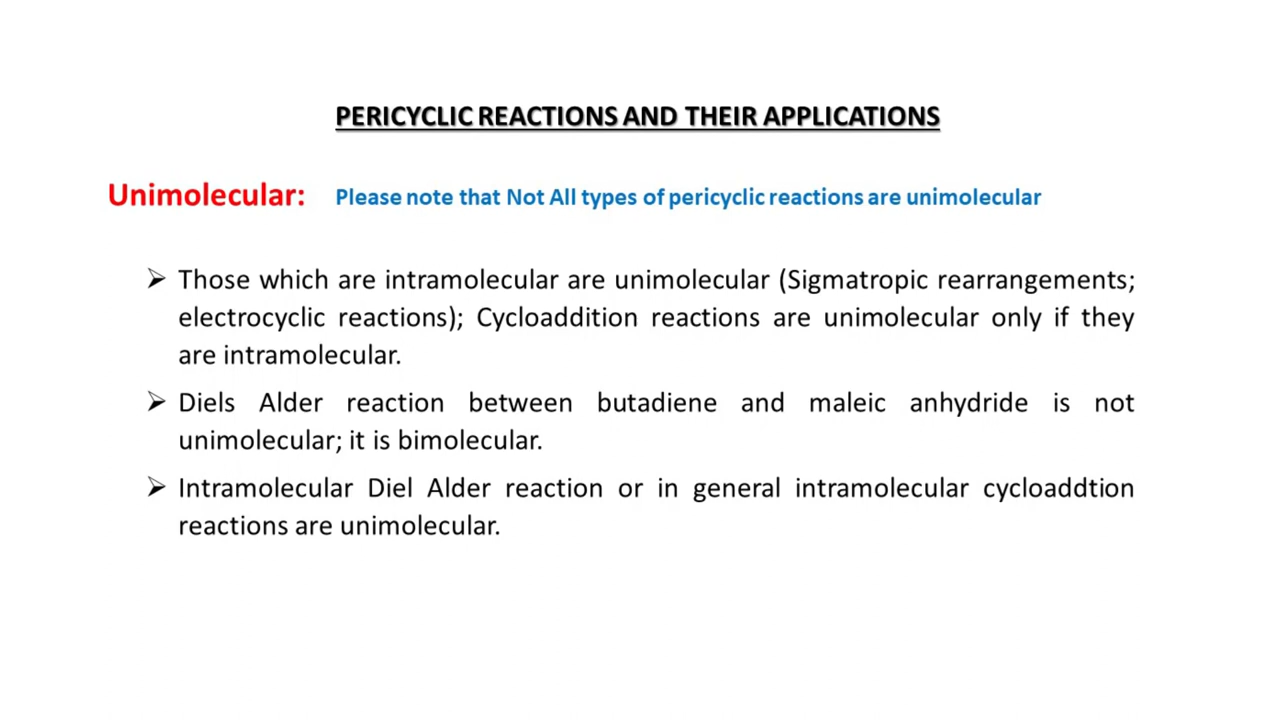 PERICYCLIC REACTIONS AND THEIR APPLICATIONS
Unimolecular: Please note that Not All types of pericyclic reactions are unimolecular
➢ Those which are intramolecular are unimolecular (Sigmatropic rearrangements;
electrocyclic reactions); Cycloaddition reactions are unimolecular only if they
are intramolecular.
➢ Diels Alder reaction between butadiene and maleic anhydride is not
unimolecular; it is bimolecular.
➢ Intramolecular Diel Alder reaction or in general intramolecular cycloaddtion
reactions are unimolecular.